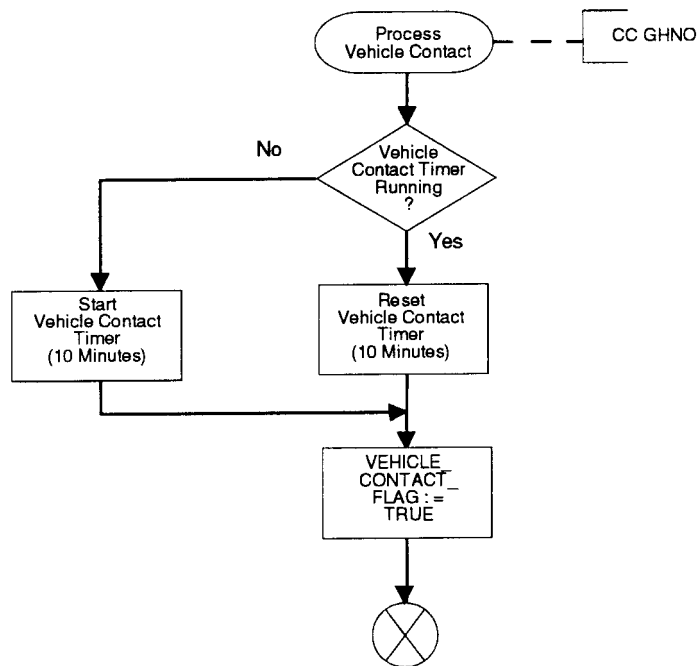 Process
Vehicle Contact
CC GHNO
No
Vehicle
Contact Timer
Running
?
Yes
Start
Vehicle Contact
Timer
(10 Minutes)
Reset
Vehicle Contact
Timer
(10 Minutes)
VEHICLE_
CONTACT_
FLAG : =
TRUE